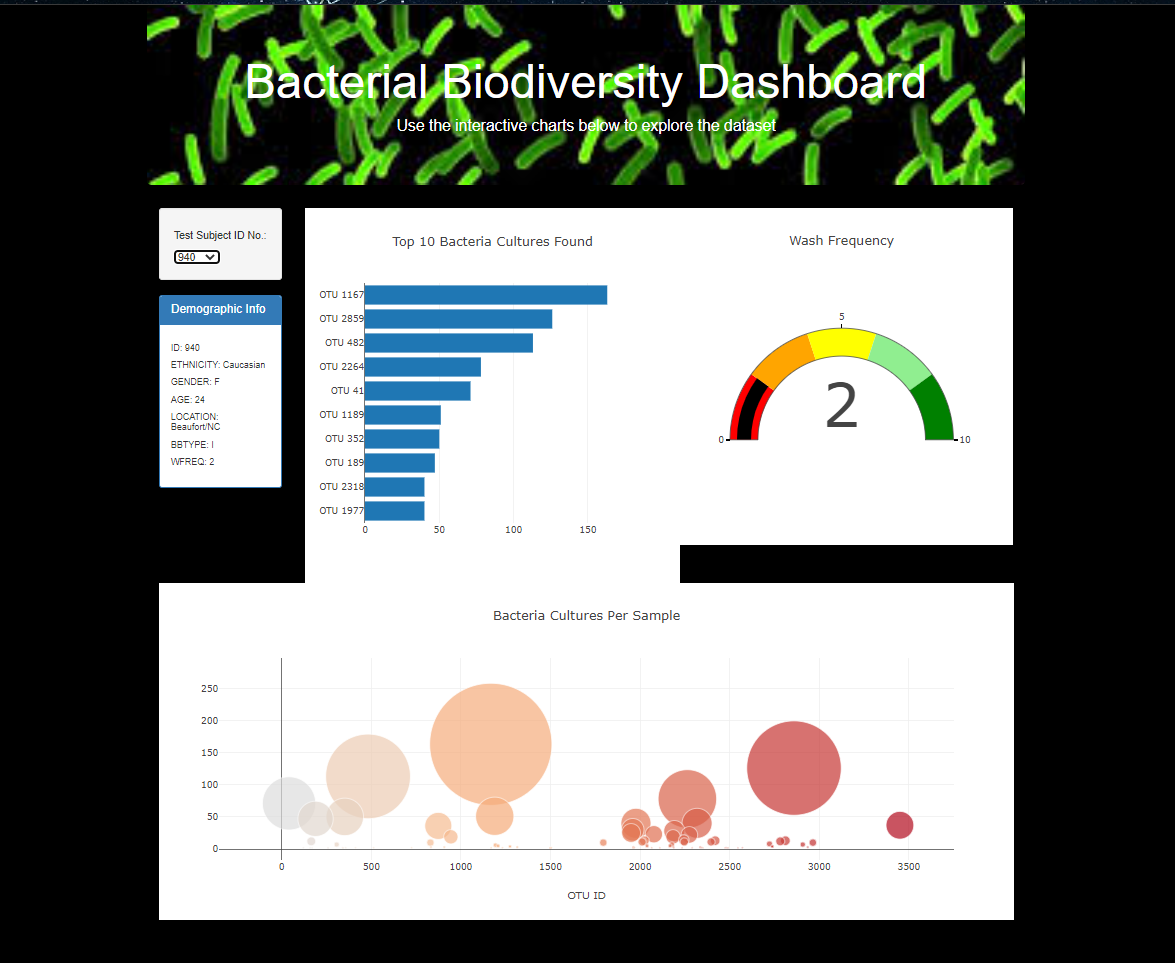 Bacterial Biodiversity Dashboard
Use the interactive charts below to explore the dataset
Test Subject ID No.:
940
Demographic Info
ID: 940
ETHNICITY: Caucasian
GENDER: F
AGE: 24
LOCATION:
Beaufort/NC
BBTYPE: I
WFREQ: 2
Top 10 Bacteria Cultures Found
OTU 1167
OTU 2859
OTU 482
OTU 2264
OTU 41
OTU 1189
OTU 352
OTU 189
OTU 2318
OTU 1977
0 50 100 150
Wash Frequency
5
2
0 10
Bacteria Cultures Per Sample
250
200
150
100
50
0
0 500 1000 1500 2000 2500 3000 3500
OTU ID